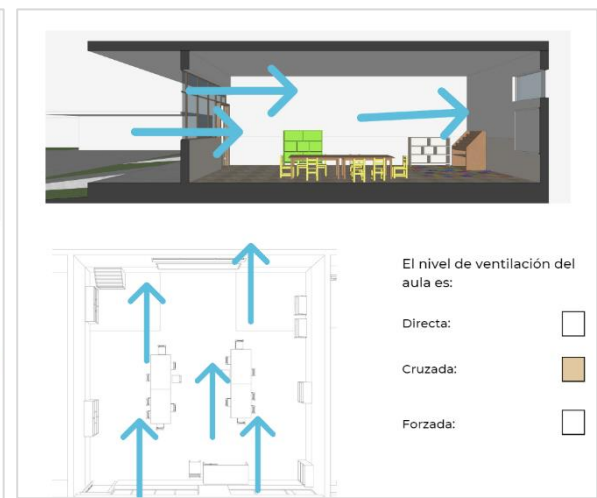 El nivel de ventilación del
aula es:
Directa:
Cruzada:
Forzada: